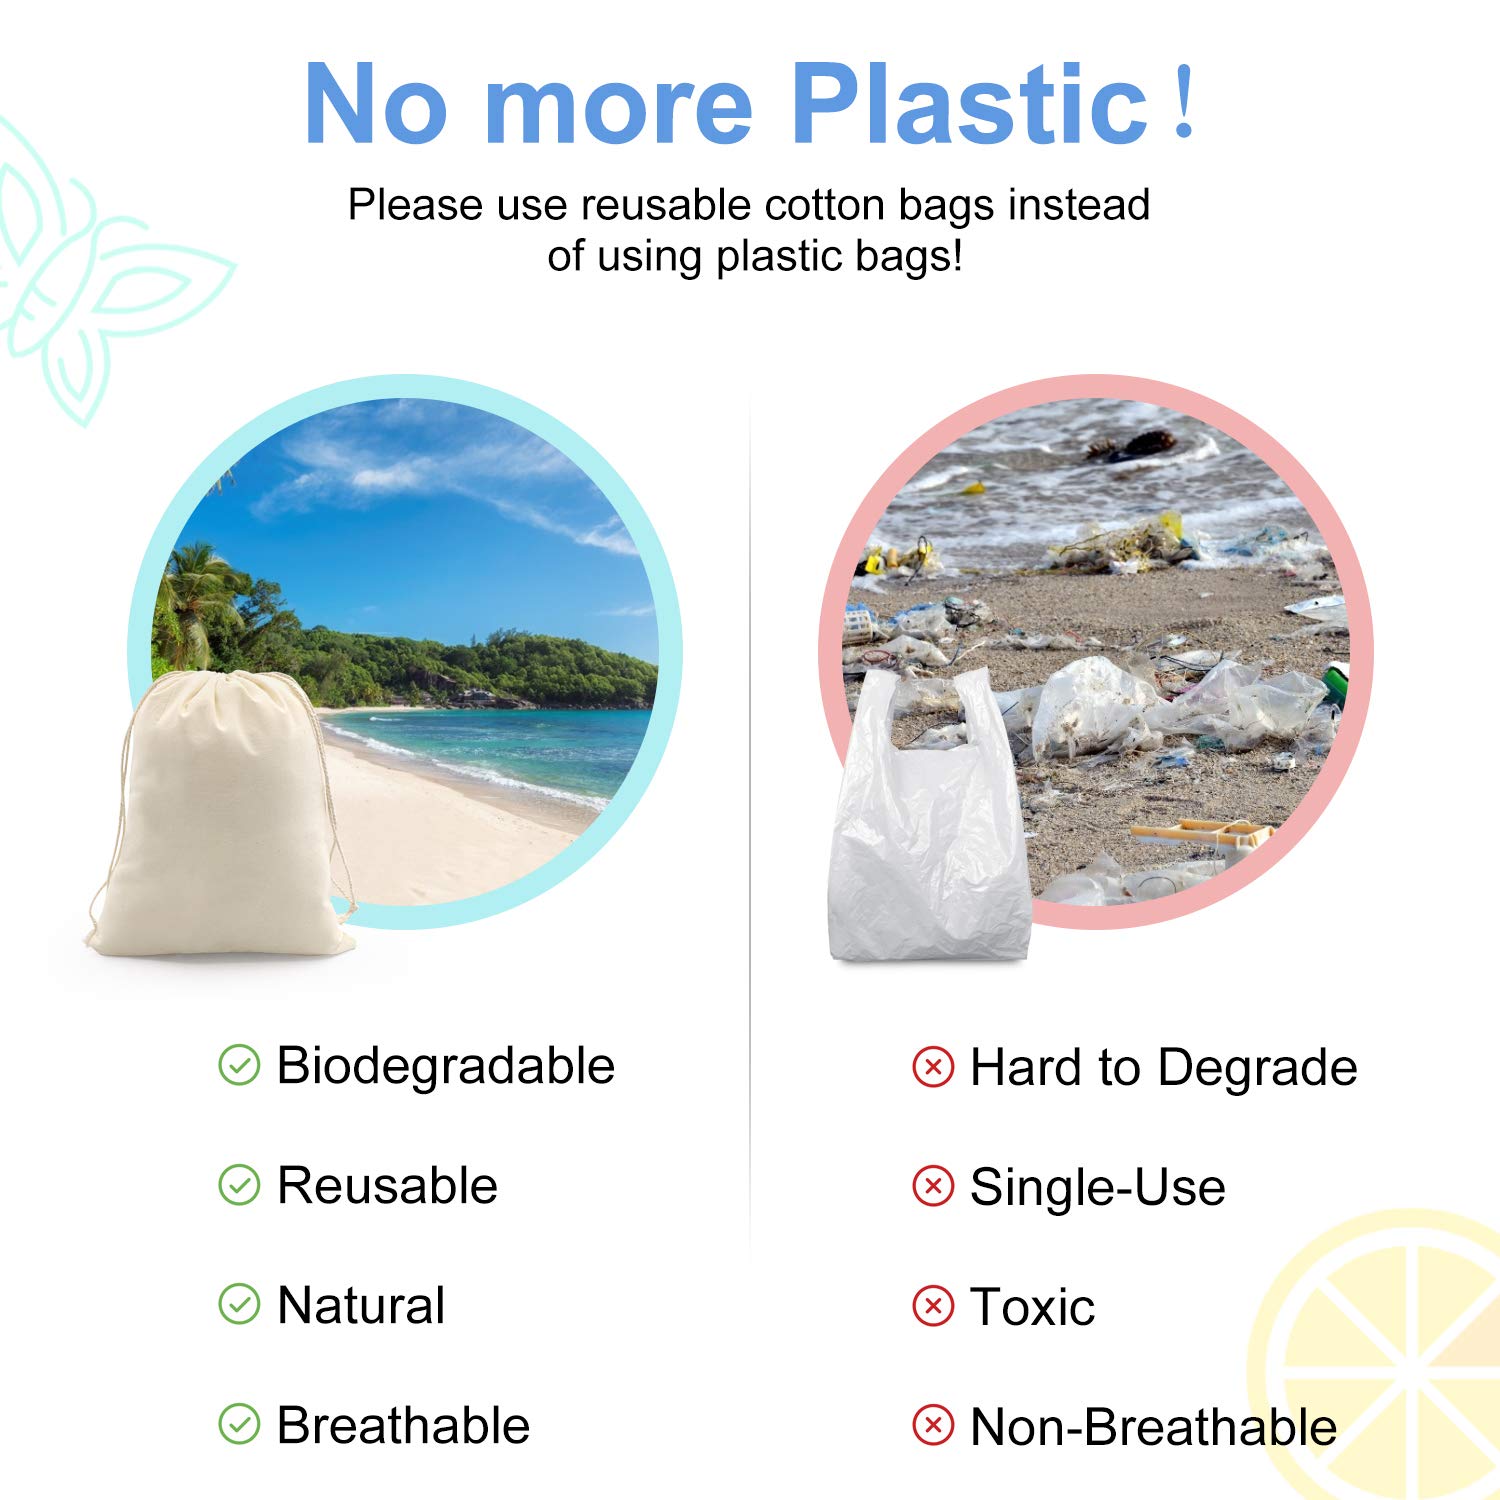 No more Plastic！
Please use reusable cotton bags instead
of using plastic bags!
Biodegradable
Reusable
Natural
Breathable
Hard to Degrade
Single-Use
Toxic
Non-Breathable